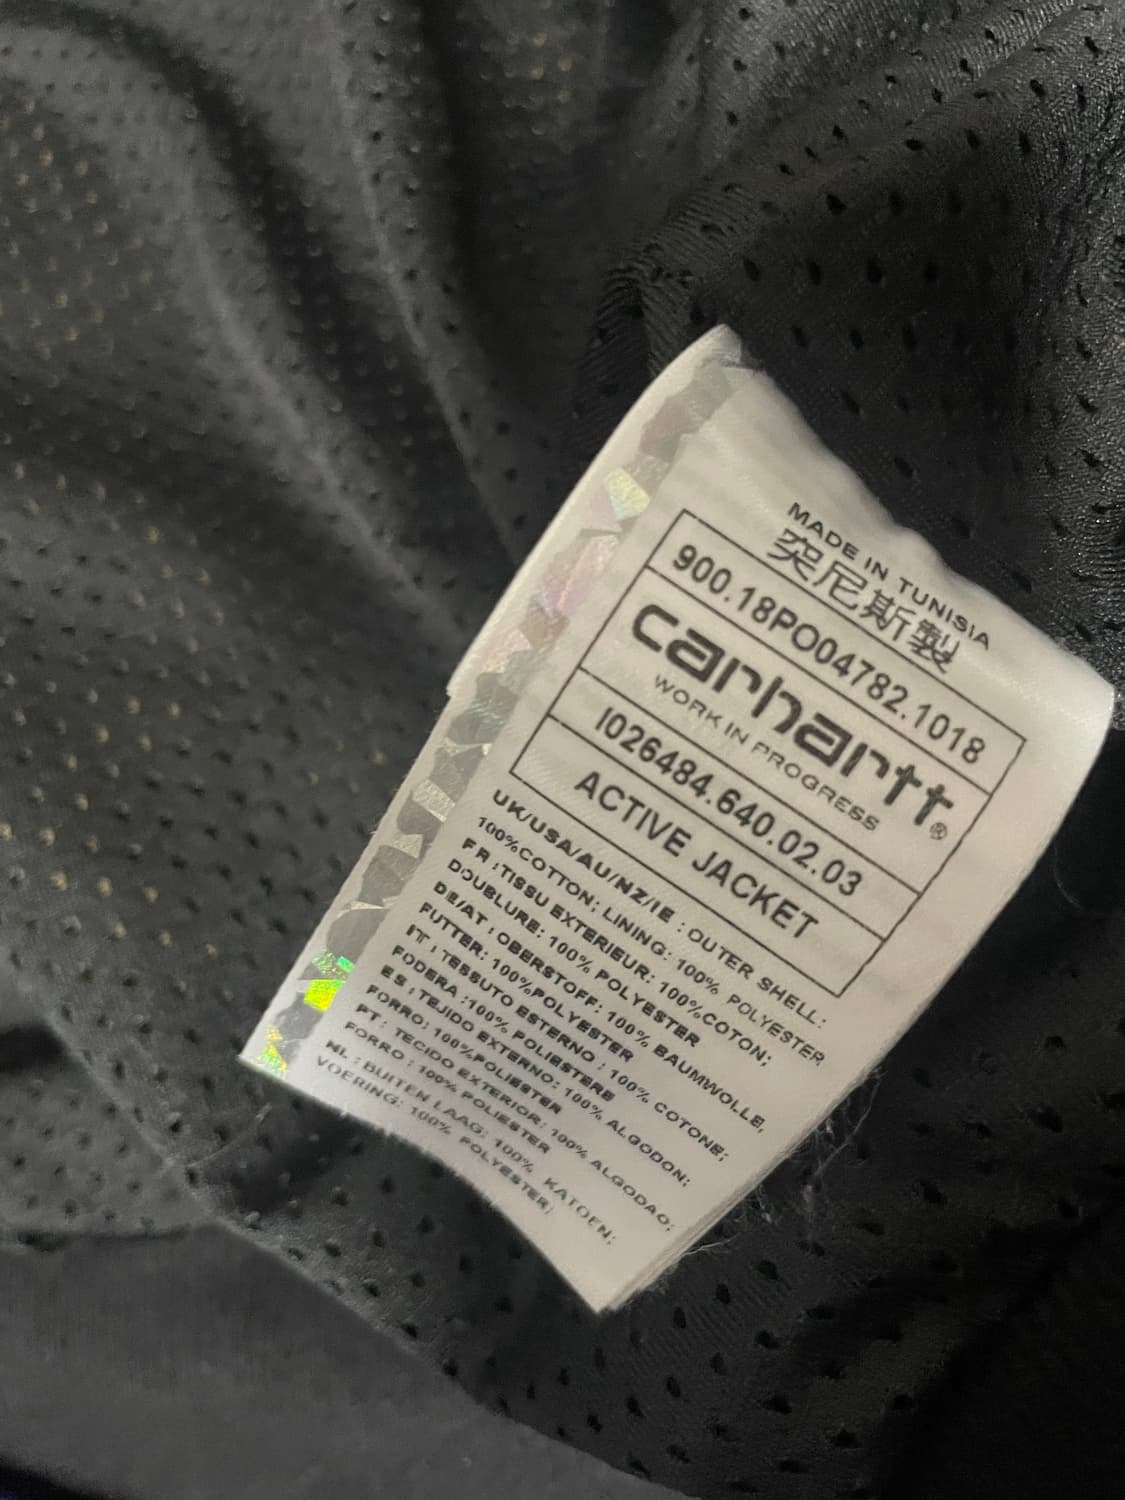 MADE IN TUNISIA
突尼斯製
900.18PO04782.1018
carhartt®
WORK IN PROGRESS
I026484.640.02.03
ACTIVE JACKET
UK/USA/AU/NZ/IE : OUTER SHELL:
100%COTTON; LINING: 100% POLYESTER
FR : TISSU EXTERIEUR: 100%COTON;
DOUBLURE: 100% POLYESTER
DE/AT : OBERSTOFF: 100% BAUMWOLLE,
FUTTER: 100%POLYESTER
IT : TESSUTO ESTERNO : 100% COTONE;
FODERA :100% POLIESTERE
ES : TEJIDO EXTERNO: 100% ALGODON;
FORRO: 100%POLIESTER
PT : TECIDO EXTERIOR: 100% ALGODAO;
FORRO : 100% POLIESTER
NL : BUITEN LAAG: 100% KATOEN;
VOERING: 100% POLYESTER)